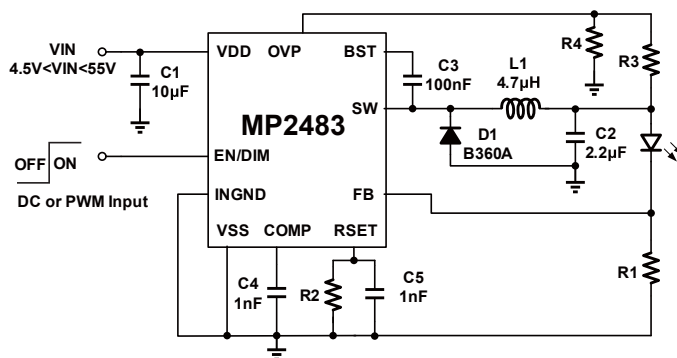 VIN
4.5V<VIN<55V
C1
10µF
VDD
OVP
BST
C3
100nF
L1
4.7µH
R4
R3
SW
MP2483
D1
B360A
C2
2.2µF
OFF
ON
EN/DIM
DC or PWM Input
INGND
FB
VSS
COMP
RSET
C4
1nF
R2
C5
1nF
R1